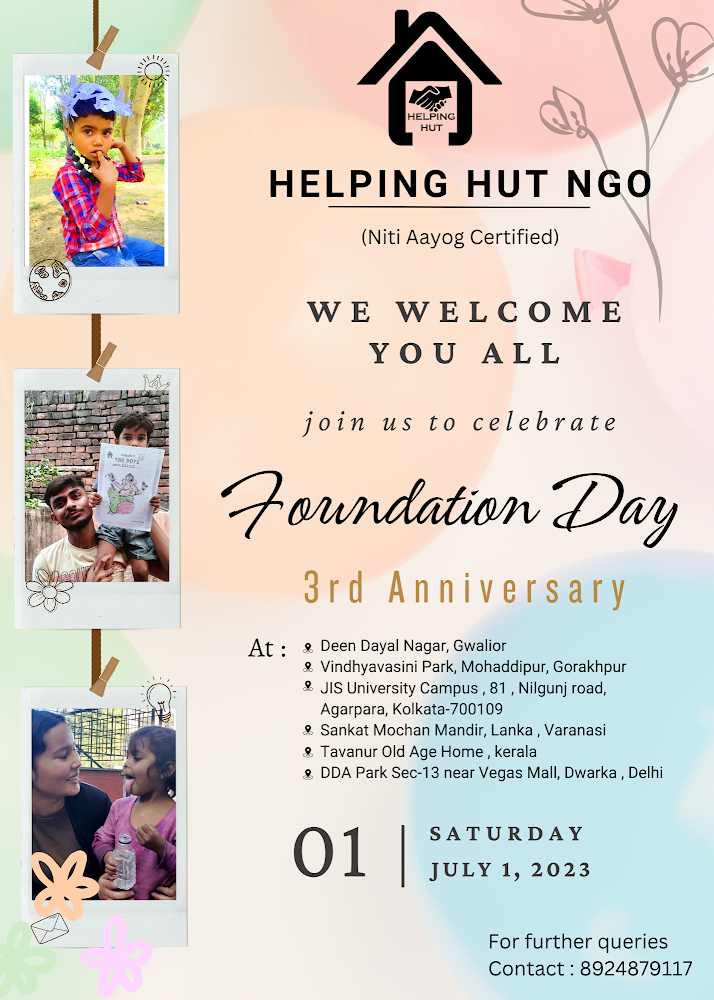 HELPING
HUT
HELPING HUT NGO
(Niti Aayog Certified)
WE WELCOME
YOU ALL
join us to celebrate
Foundation Day
3rd Anniversary
At :
Deen Dayal Nagar, Gwalior
Vindhyavasini Park, Mohaddipur, Gorakhpur
JIS University Campus , 81 , Nilgunj road,
Agarpara, Kolkata-700109
Sankat Mochan Mandir, Lanka , Varanasi
Tavanur Old Age Home , kerala
DDA Park Sec-13 near Vegas Mall, Dwarka , Delhi
01
SATURDAY
JULY 1, 2023
For further queries
Contact : 8924879117
THE DOTS